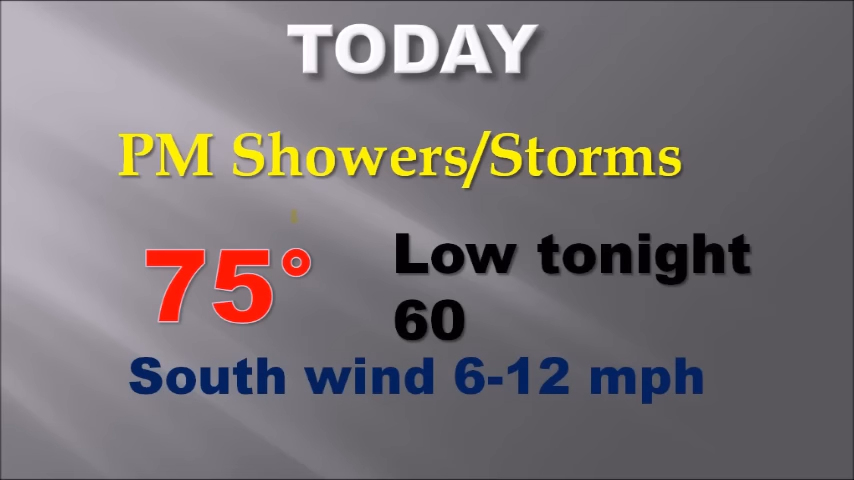 TODAY
PM Showers/Storms
75°
Low tonight
60
South wind 6-12 mph